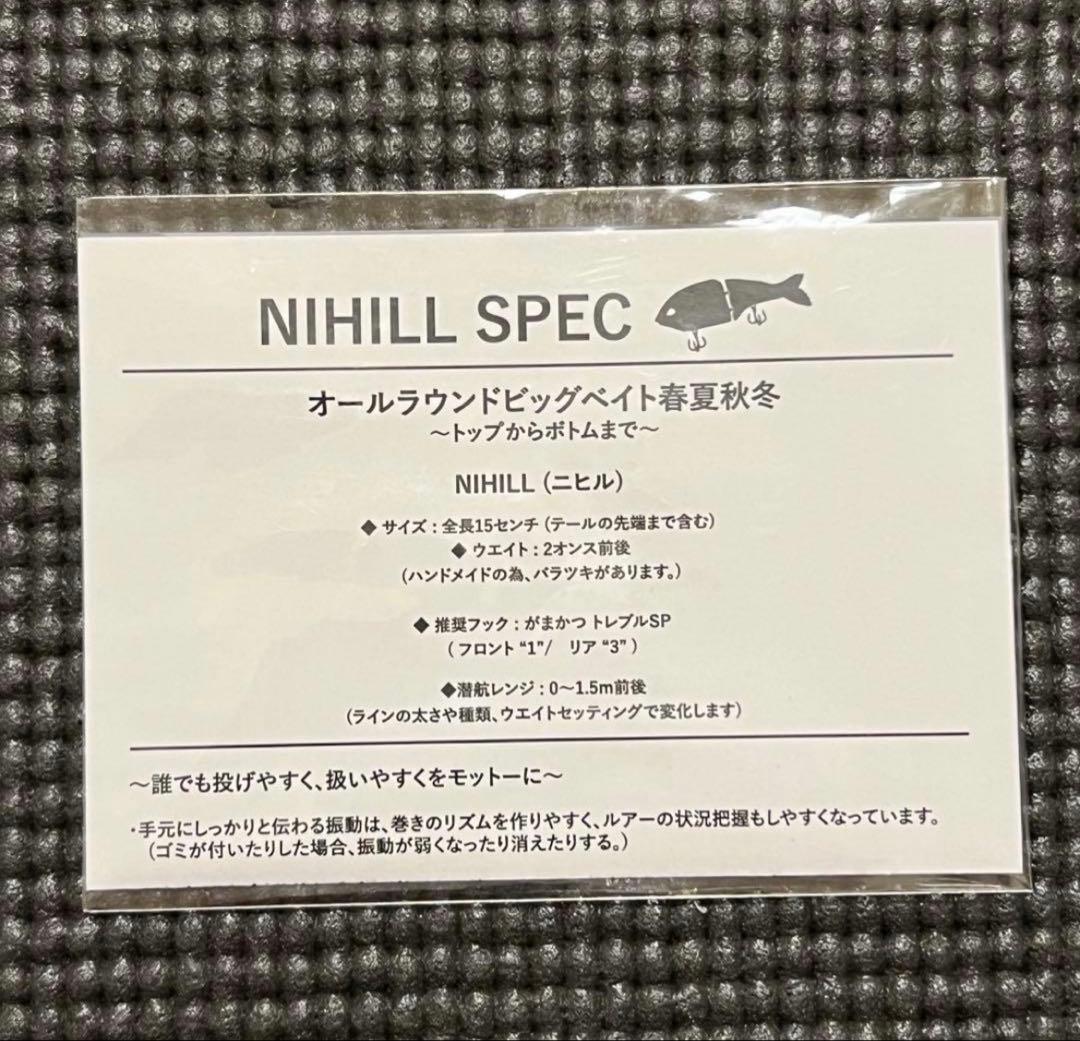 NIHILL SPEC
オールラウンドビッグベイト春夏秋冬
〜トップからボトムまで〜
NIHILL (ニヒル)
◆ サイズ : 全長15センチ (テールの先端まで含む)
◆ ウエイト : 2オンス前後
(ハンドメイドの為、バラツキがあります。)
◆ 推奨フック : がまかつ トレブルSP
( フロント “1”/ リア “3” )
◆潜航レンジ : 0〜1.5m前後
(ラインの太さや種類、ウエイトセッティングで変化します)
〜誰でも投げやすく、扱いやすくをモットーに〜
・手元にしっかりと伝わる振動は、巻きのリズムを作りやすく、ルアーの状況把握もしやすくなっています。
(ゴミが付いたりした場合、振動が弱くなったり消えたりする。)